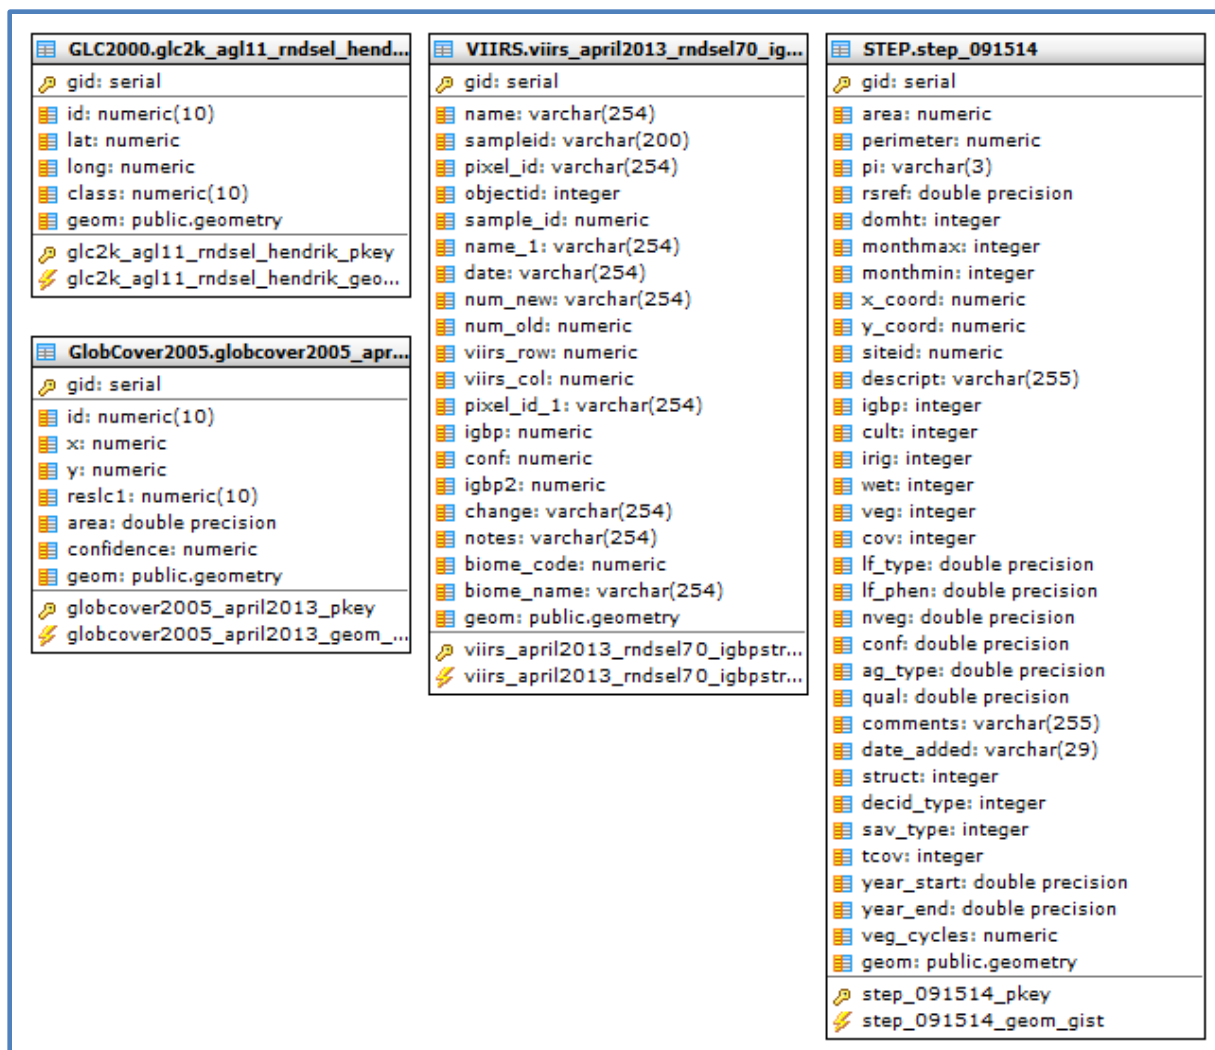 GLC2000.glc2k_agl11_rndsel_hend...
gid: serial
id: numeric(10)
lat: numeric
long: numeric
class: numeric(10)
geom: public.geometry
glc2k_agl11_rndsel_hendrik_pkey
glc2k_agl11_rndsel_hendrik_geo...
GlobCover2005.globcover2005_apr...
gid: serial
id: numeric(10)
x: numeric
y: numeric
reslc1: numeric(10)
area: double precision
confidence: numeric
geom: public.geometry
globcover2005_april2013_pkey
globcover2005_april2013_geom_...
VIIRS.viirs_april2013_rndsel70_ig...
gid: serial
name: varchar(254)
sampleid: varchar(200)
pixel_id: varchar(254)
objectid: integer
sample_id: numeric
name_1: varchar(254)
date: varchar(254)
num_new: varchar(254)
num_old: numeric
viirs_row: numeric
viirs_col: numeric
pixel_id_1: varchar(254)
igbp: numeric
conf: numeric
igbp2: numeric
change: varchar(254)
notes: varchar(254)
biome_code: numeric
biome_name: varchar(254)
geom: public.geometry
viirs_april2013_rndsel70_igbpstr...
viirs_april2013_rndsel70_igbpstr...
STEP.step_091514
gid: serial
area: numeric
perimeter: numeric
pi: varchar(3)
rsref: double precision
domht: integer
monthmax: integer
monthmin: integer
x_coord: numeric
y_coord: numeric
siteid: numeric
descript: varchar(255)
igbp: integer
cult: integer
irig: integer
wet: integer
veg: integer
cov: integer
lf_type: double precision
lf_phen: double precision
nveg: double precision
conf: double precision
ag_type: double precision
qual: double precision
comments: varchar(255)
date_added: varchar(29)
struct: integer
decid_type: integer
sav_type: integer
tcov: integer
year_start: double precision
year_end: double precision
veg_cycles: numeric
geom: public.geometry
step_091514_pkey
step_091514_geom_gist